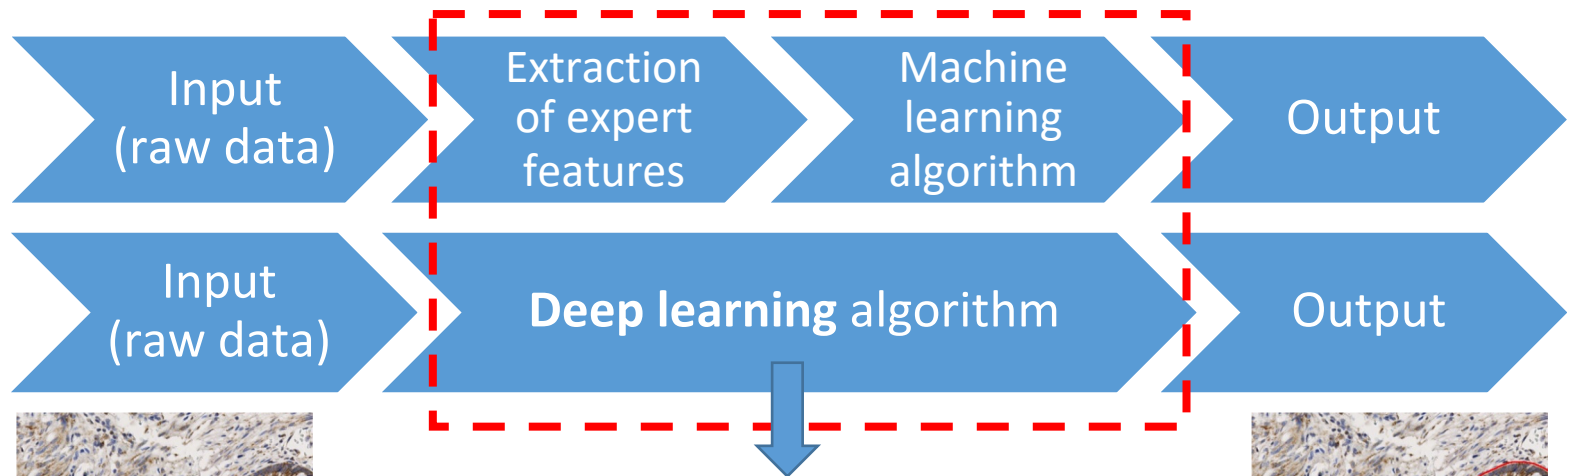 Input
(raw data)
Extraction
of expert
features
Machine
learning
algorithm
Output
Input
(raw data)
Deep learning algorithm
Output